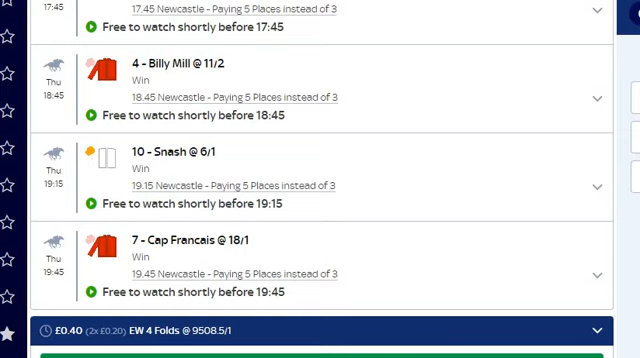 17:45
17.45 Newcastle - Paying 5 Places instead of 3
Free to watch shortly before 17:45
4 - Billy Mill @ 11/2
Thu
18:45
Win
18.45 Newcastle - Paying 5 Places instead of 3
Free to watch shortly before 18:45
10 - Snash @ 6/1
Thu
19:15
Win
19.15 Newcastle - Paying 5 Places instead of 3
Free to watch shortly before 19:15
7 - Cap Francais @ 18/1
Thu
19:45
Win
19.45 Newcastle - Paying 5 Places instead of 3
Free to watch shortly before 19:45
£0.40 (2x £0.20) EW 4 Folds @ 9508.5/1